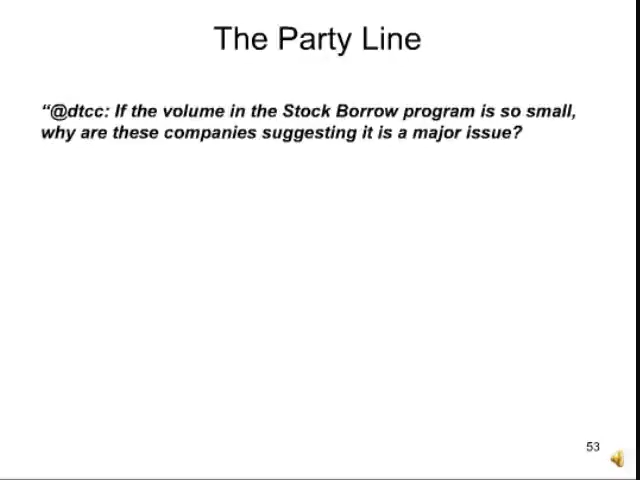 The Party Line
“@dtcc: If the volume in the Stock Borrow program is so small,
why are these companies suggesting it is a major issue?
53